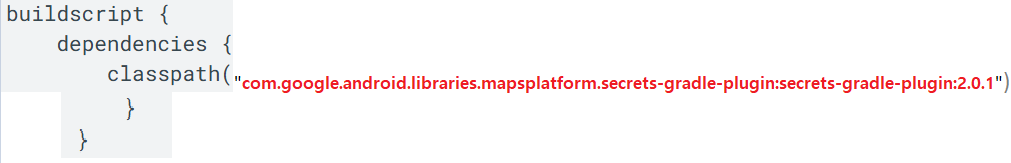 buildscript {
dependencies {
classpath("com.google.android.libraries.mapsplatform.secrets-gradle-plugin:secrets-gradle-plugin:2.0.1")
}
}